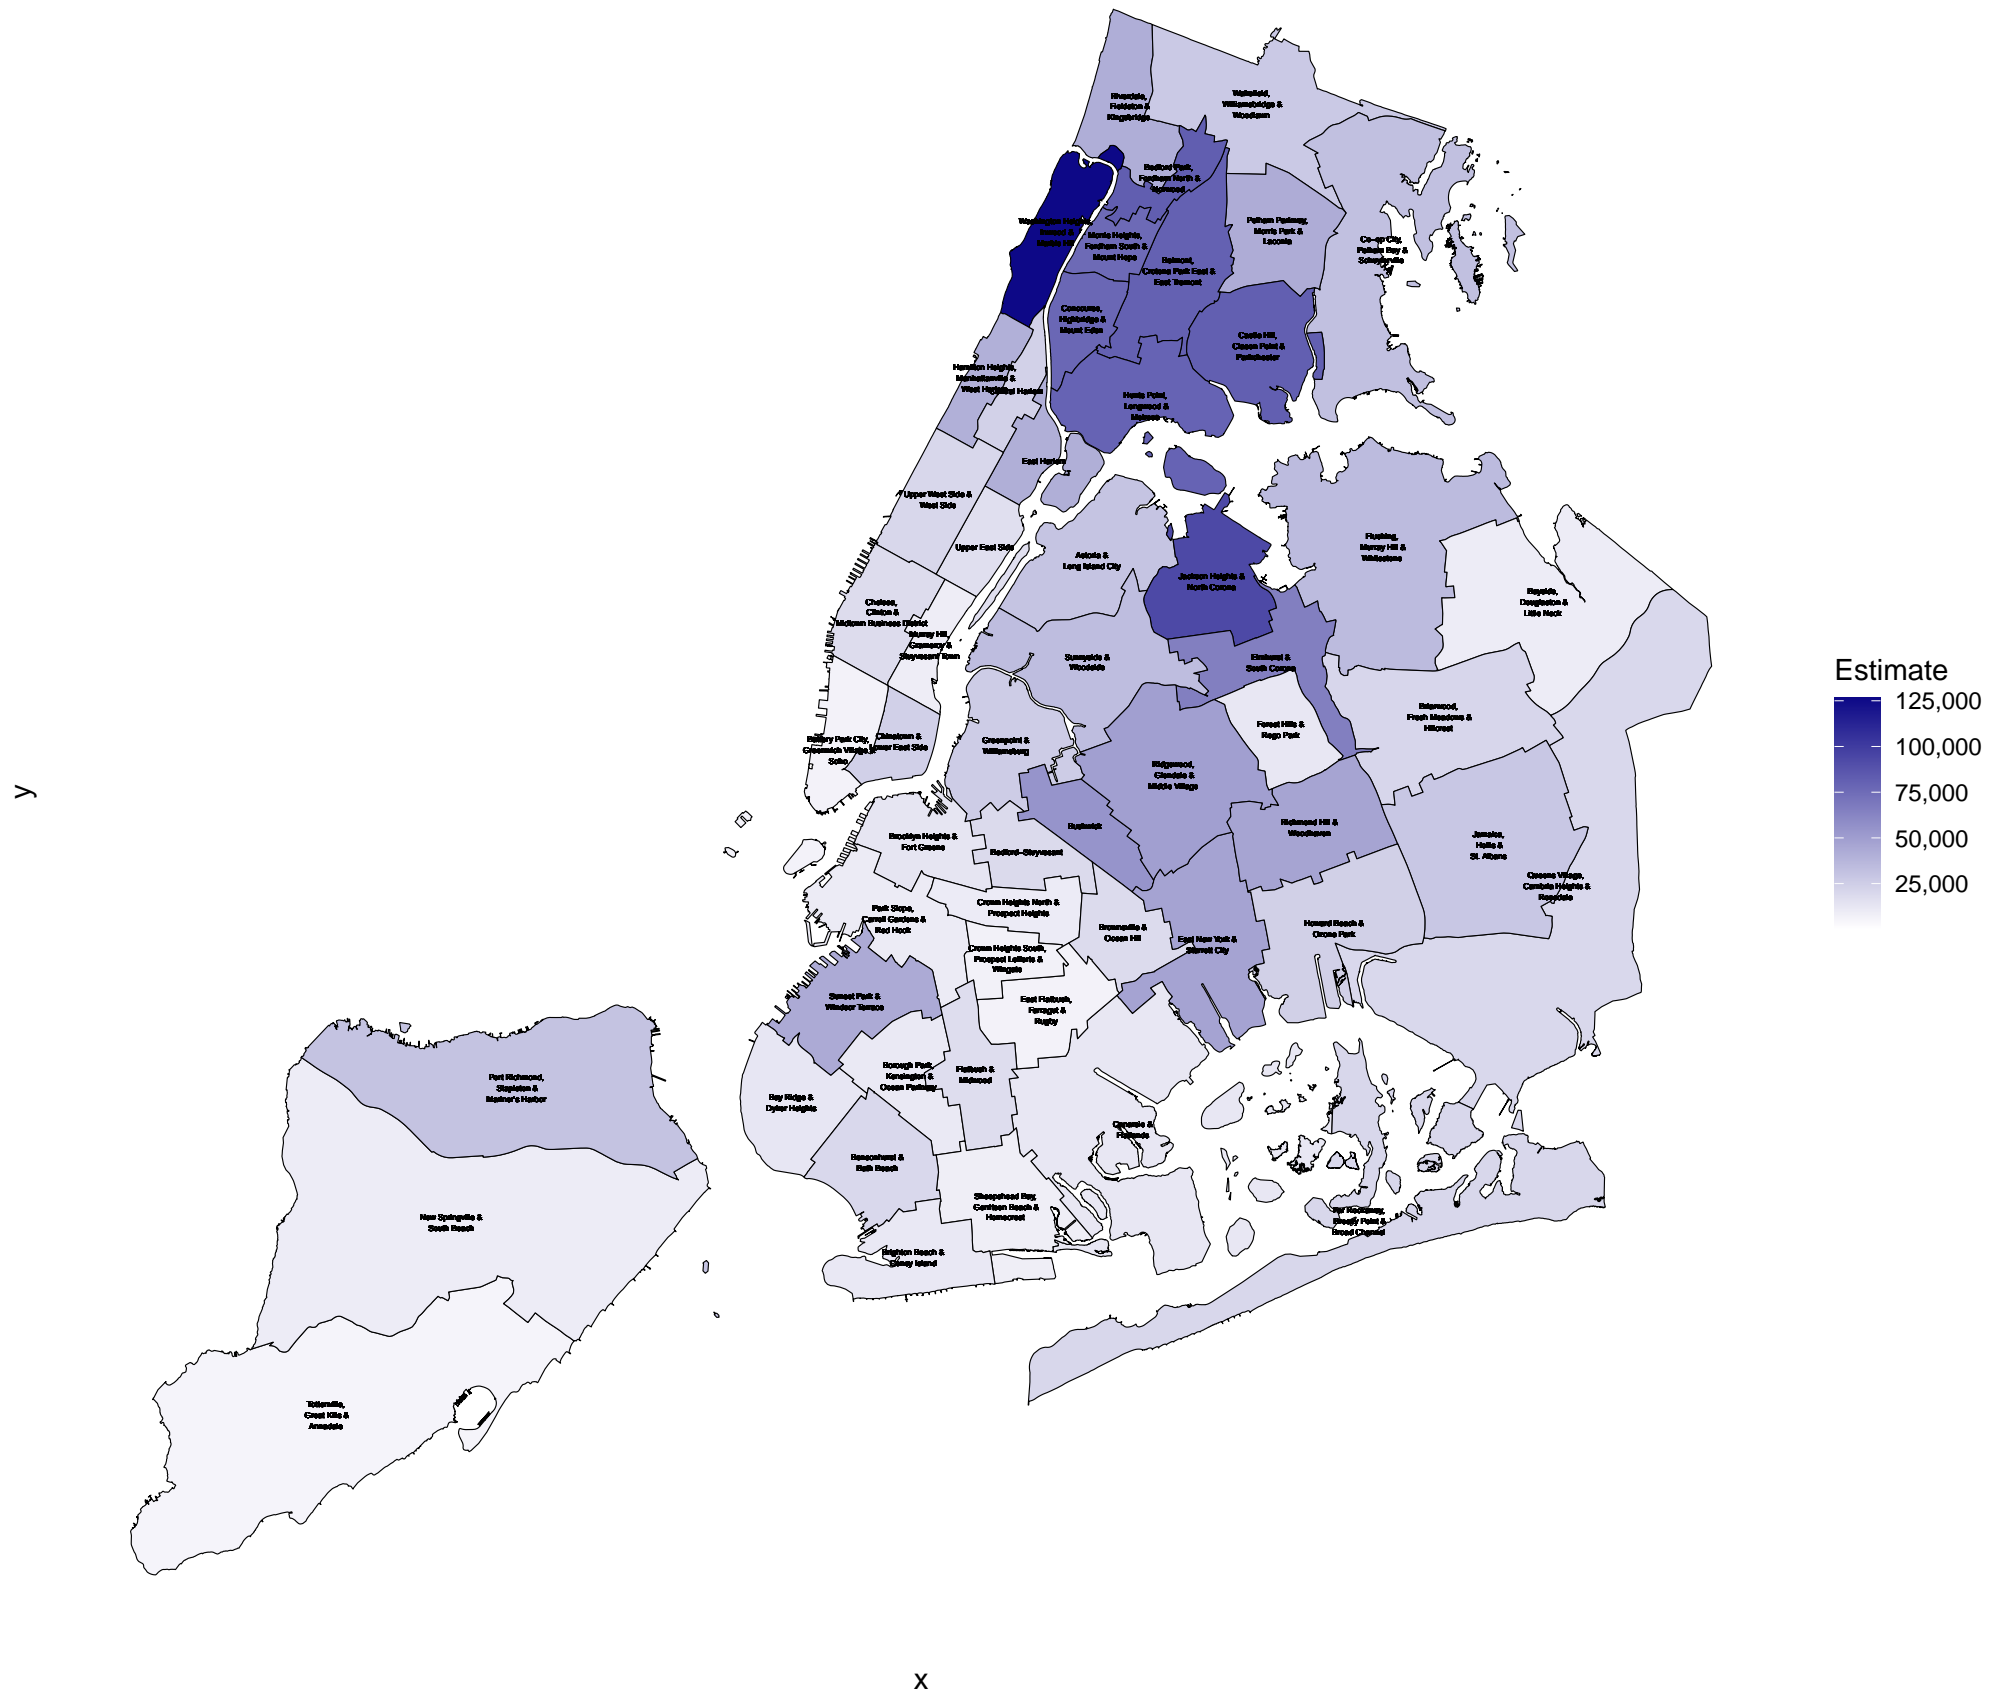 Riverdale,
Fieldston &
Kingsbridge
Wakefield,
Williamsbridge &
Woodlawn
Bedford Park,
Fordham North &
Norwood
Washington Heights,
Inwood &
Marble Hill
Morris Heights,
Fordham South &
Mount Hope
Belmont,
Crotona Park East &
East Tremont
Pelham Parkway,
Morris Park &
Laconia
Co-op City,
Pelham Bay &
Schuylerville
Concourse,
Highbridge &
Mount Eden
Castle Hill,
Clason Point &
Parkchester
Hamilton Heights,
Manhattanville &
West Harlem
Central Harlem
Hunts Point,
Longwood &
Melrose
East Harlem
Upper West Side &
West Side
Upper East Side
Astoria &
Long Island City
Jackson Heights &
North Corona
Flushing,
Murray Hill &
Whitestone
Bayside,
Douglaston &
Little Neck
Chelsea,
Clinton &
Midtown Business District
Murray Hill,
Gramercy &
Stuyvesant Town
Sunnyside &
Woodside
Elmhurst &
South Corona
Battery Park City,
Greenwich Village &
Soho
Chinatown &
Lower East Side
Greenpoint &
Williamsburg
Forest Hills &
Rego Park
Briarwood,
Fresh Meadows &
Hillcrest
Ridgewood,
Glendale &
Middle Village
Brooklyn Heights &
Fort Greene
Bedford-Stuyvesant
Bushwick
Richmond Hill &
Woodhaven
Jamaica,
Hollis &
St. Albans
Queens Village,
Cambria Heights &
Rosedale
Park Slope,
Carroll Gardens &
Red Hook
Crown Heights North &
Prospect Heights
Brownsville &
Ocean Hill
East New York &
Starrett City
Howard Beach &
Ozone Park
Crown Heights South,
Prospect Lefferts &
Wingate
Sunset Park &
Windsor Terrace
East Flatbush,
Farragut &
Rugby
Borough Park,
Kensington &
Ocean Parkway
Flatbush &
Midwood
Bay Ridge &
Dyker Heights
Canarsie &
Flatlands
Bensonhurst &
Bath Beach
Sheepshead Bay,
Gerritsen Beach &
Homecrest
Brighton Beach &
Coney Island
Far Rockaway,
Breezy Point &
Broad Channel
Port Richmond,
Stapleton &
Mariner's Harbor
New Springville &
South Beach
Tottenville,
Great Kills &
Annadale
Estimate
125,000
100,000
75,000
50,000
25,000
y
x